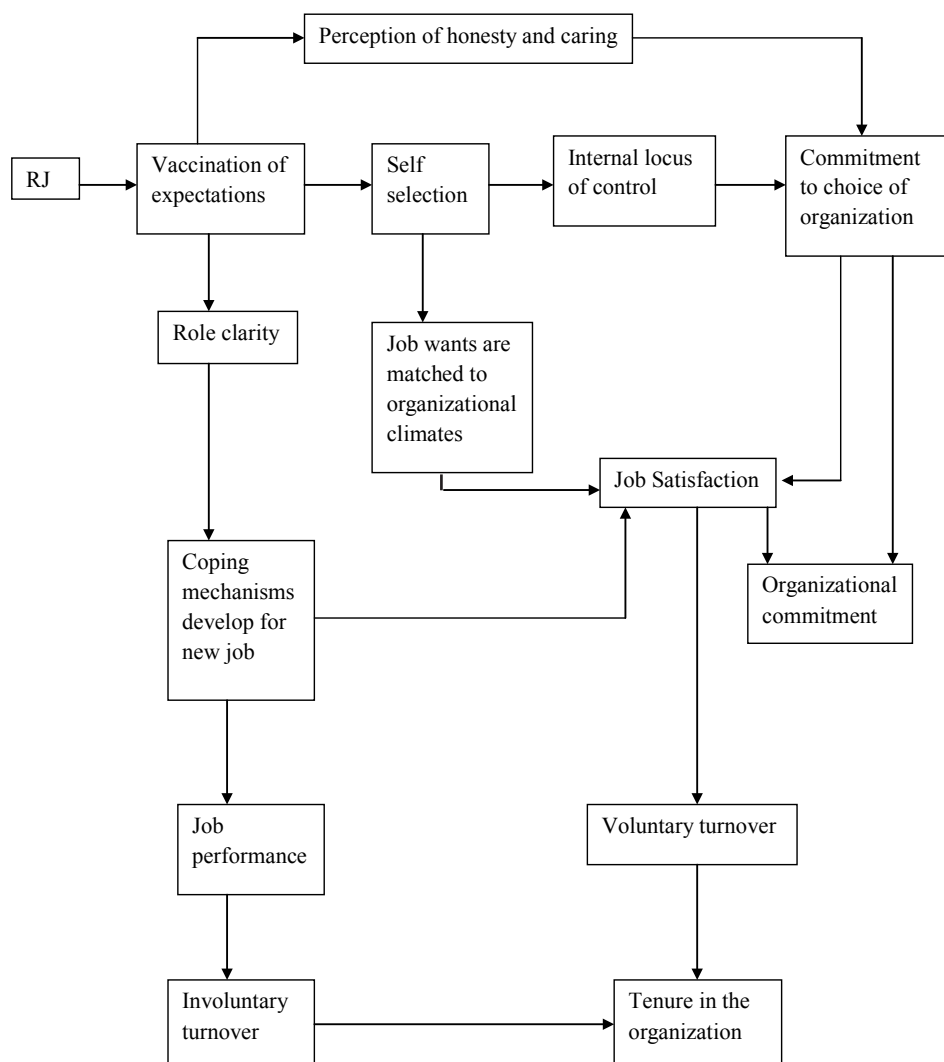 Perception of honesty and caring
RJ
Vaccination of
expectations
Self
selection
Internal locus
of control
Commitment
to choice of
organization
Role clarity
Job wants are
matched to
organizational
climates
Job Satisfaction
Coping
mechanisms
develop for
new job
Organizational
commitment
Job
performance
Voluntary turnover
Involuntary
turnover
Tenure in the
organization